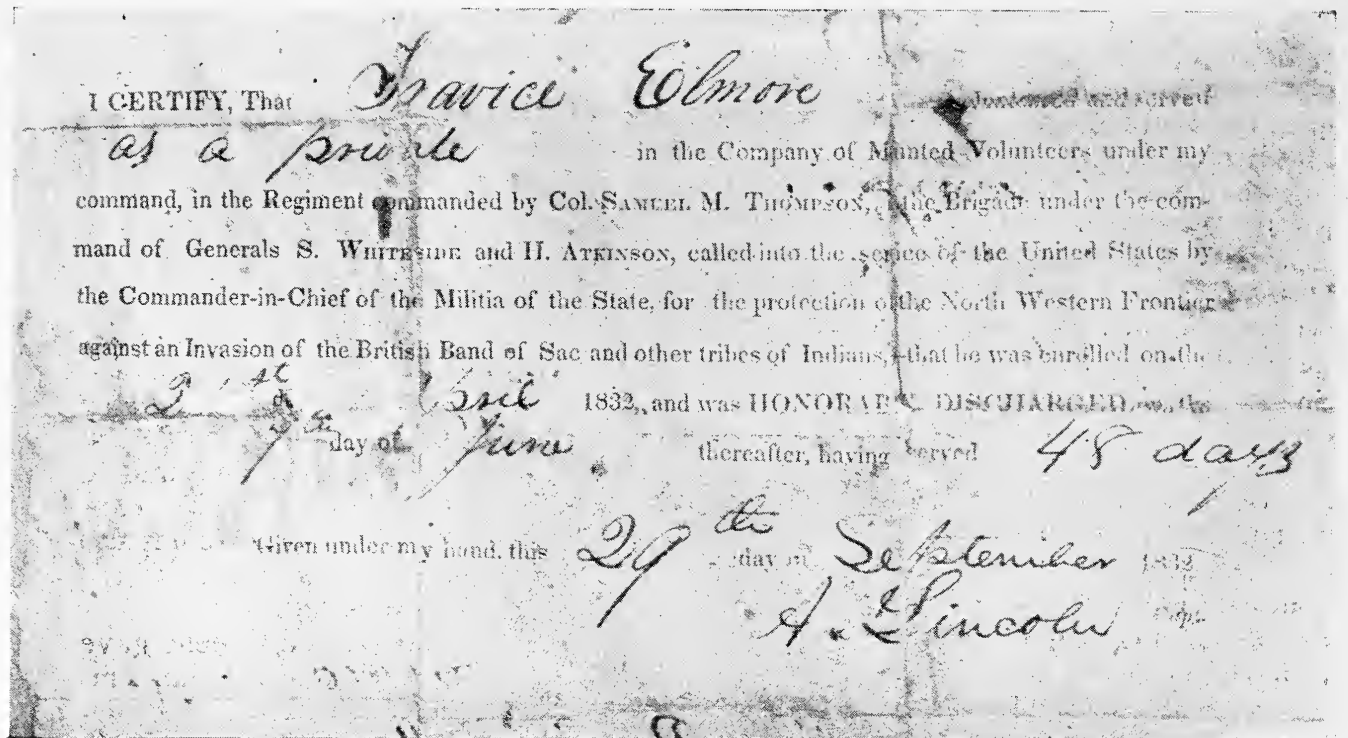 I CERTIFY, That Travice Elmore Volunteered and served
as a private in the Company of Mounted Volunteers under my
command, in the Regiment commanded by Col. SAMUEL M. THOMPSON, the Brigade under the com-
mand of Generals S. WHITESIDE and H. ATKINSON, called into the service of the United States by
the Commander-in-Chief of the Militia of the State, for the protection of the North Western Frontier
against an Invasion of the British Band of Sac and other tribes of Indians,—that he was enrolled on the
21st April 1832, and was HONORABLY DISCHARGED on the
7th day of June thereafter, having served 48 days
Given under my hand, this 29th day of September 1832
A. Lincoln Capt.